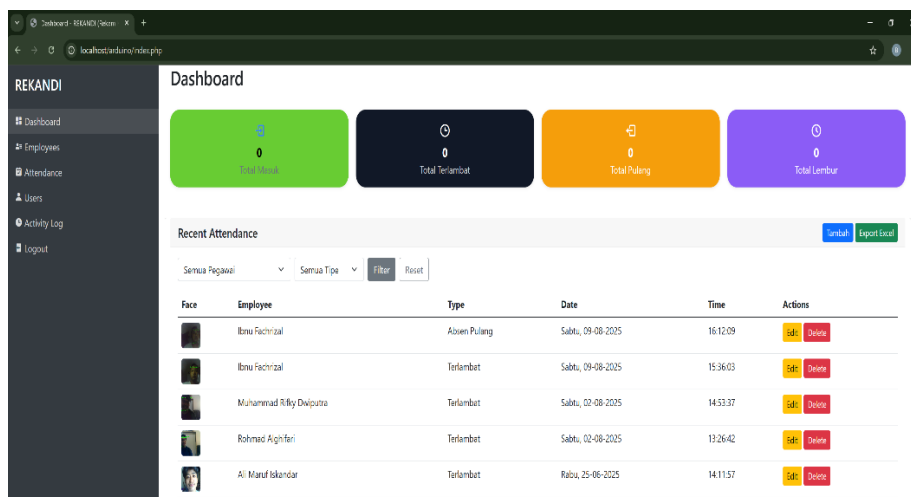 Dashboard - REKANDI (Rekam
localhost/arduino/index.php
REKANDI
Dashboard
Employees
Attendance
Users
Activity Log
Logout
Dashboard
0
Total Masuk
0
Total Terlambat
0
Total Pulang
0
Total Lembur
Recent Attendance
Tambah Export Excel
Semua Pegawai Semua Tipe Filter Reset
Face Employee Type Date Time Actions
Ibnu Fachrizal Absen Pulang Sabtu, 09-08-2025 16:12:09 Edit Delete
Ibnu Fachrizal Terlambat Sabtu, 09-08-2025 15:36:03 Edit Delete
Muhammad Rifky Dwiputra Terlambat Sabtu, 02-08-2025 14:53:37 Edit Delete
Rohmad Alghifari Terlambat Sabtu, 02-08-2025 13:26:42 Edit Delete
Ali Maruf Iskandar Terlambat Rabu, 25-06-2025 14:11:57 Edit Delete